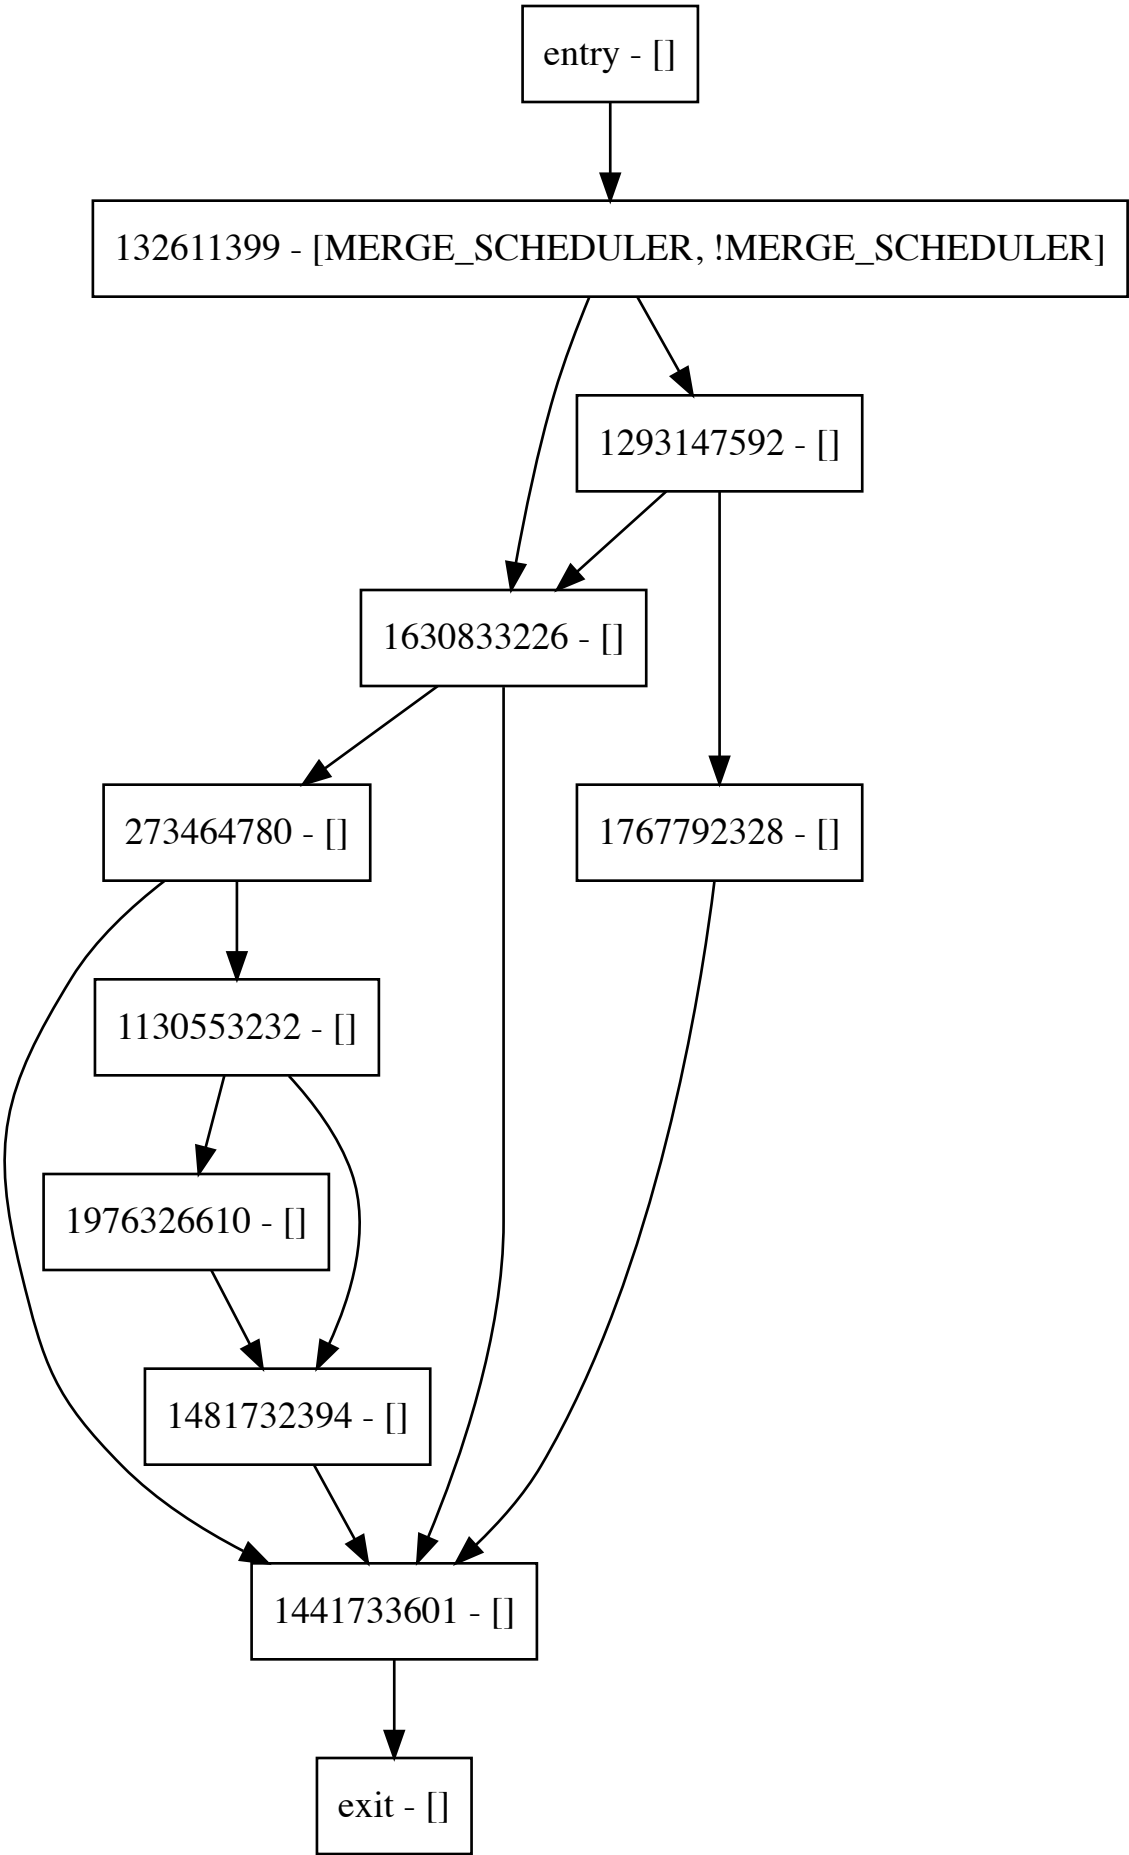 entry - []
132611399 - [MERGE_SCHEDULER, !MERGE_SCHEDULER]
1293147592 - []
1630833226 - []
273464780 - []
1767792328 - []
1130553232 - []
1976326610 - []
1481732394 - []
1441733601 - []
exit - []